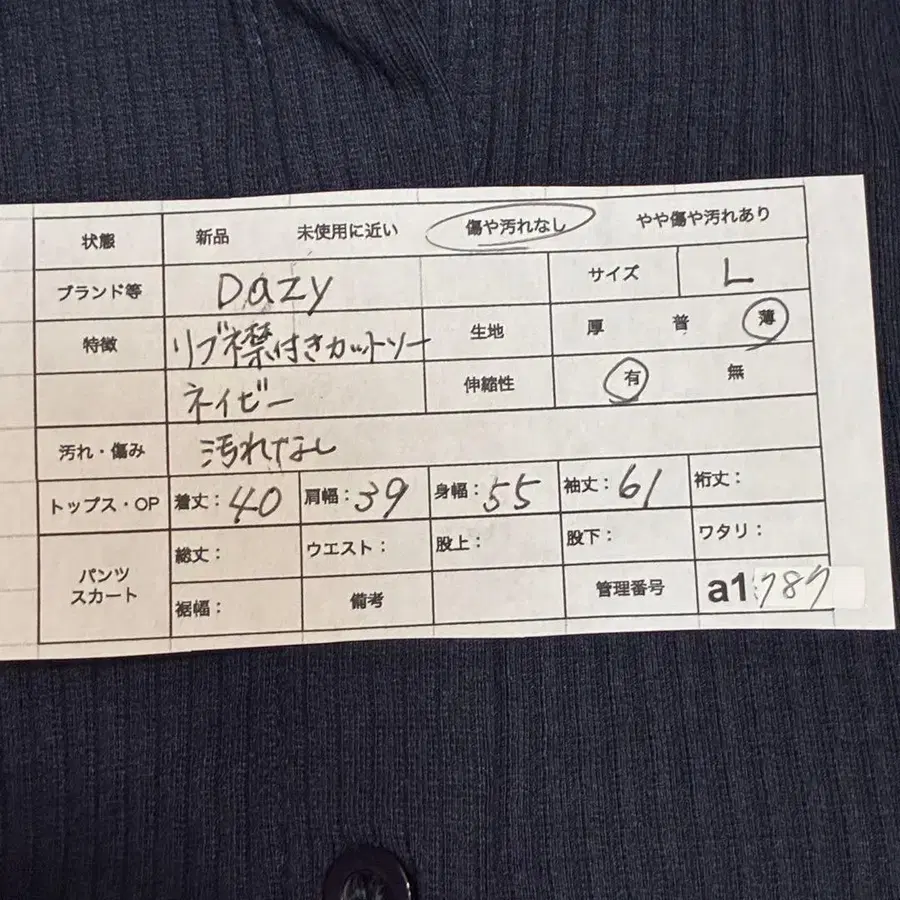 状態 新品 未使用に近い 傷や汚れなし やや傷や汚れあり
ブランド等 Dazy サイズ L
特徴 リブネ襟付きカットソー 生地 厚 普 薄
ネイビー 伸縮性 有 無
汚れ・傷み 汚れなし
トップス・OP 着丈：40 肩幅：39 身幅：55 袖丈：61 裄丈：
パンツ スカート 総丈： ウエスト： 股上： 股下： ワタリ：
裾幅： 備考 管理番号 a1:787